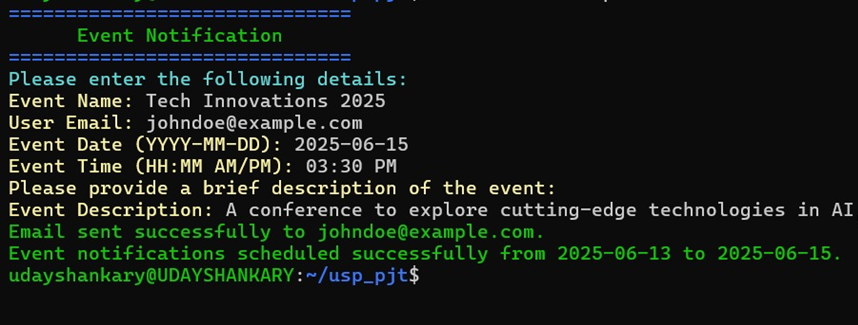 ==============================
Event Notification
==============================
Please enter the following details:
Event Name: Tech Innovations 2025
User Email: johndoe@example.com
Event Date (YYYY-MM-DD): 2025-06-15
Event Time (HH:MM AM/PM): 03:30 PM
Please provide a brief description of the event:
Event Description: A conference to explore cutting-edge technologies in AI
Email sent successfully to johndoe@example.com.
Event notifications scheduled successfully from 2025-06-13 to 2025-06-15.
udayshankary@UDAYSHANKARY:~/usp_pjt$